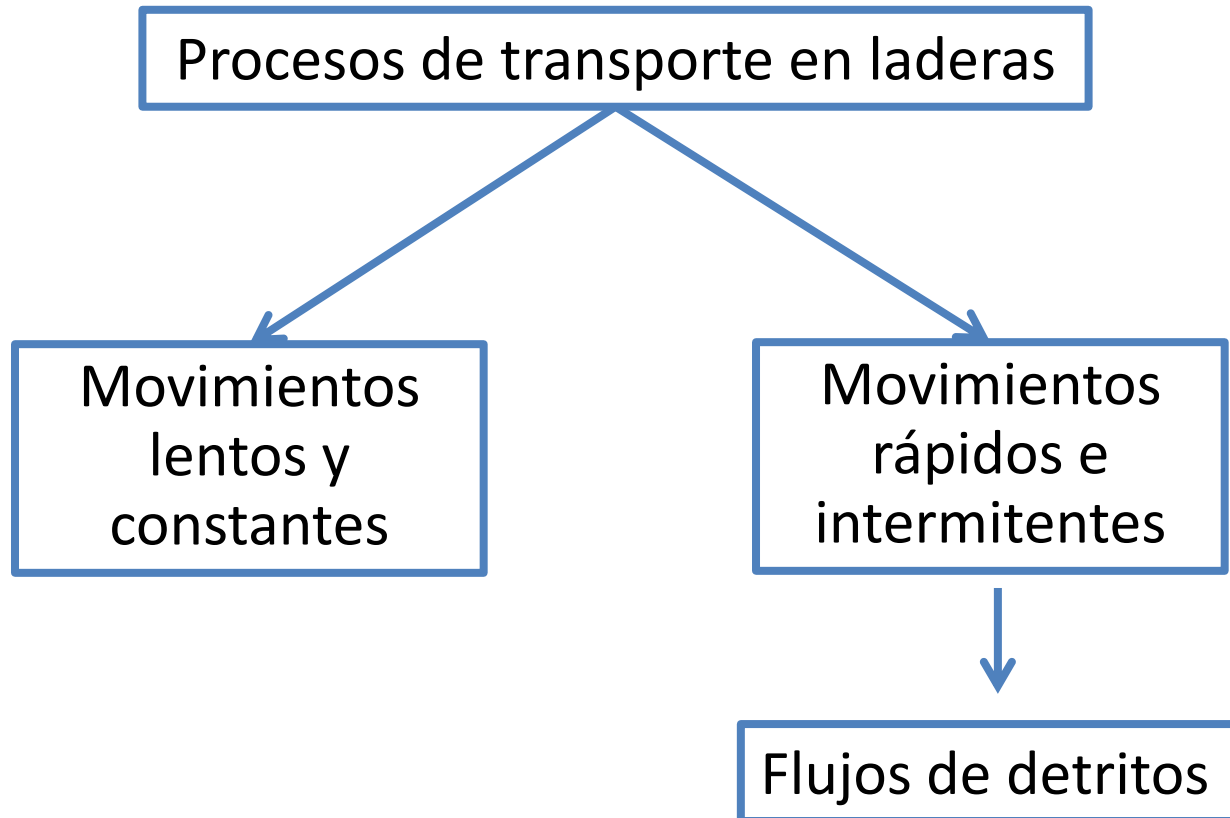 Procesos de transporte en laderas
Movimientos
lentos y
constantes
Movimientos
rápidos e
intermitentes
Flujos de detritos